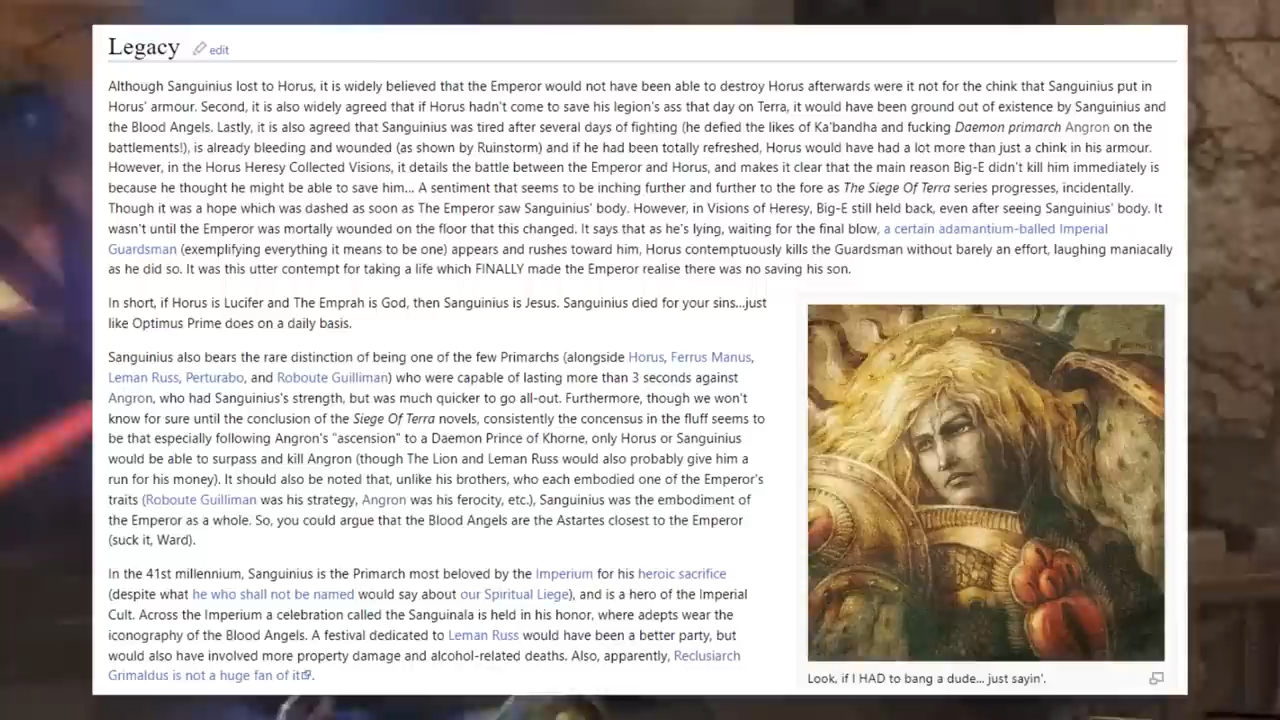 Legacy edit
Although Sanguinius lost to Horus, it is widely believed that the Emperor would not have been able to destroy Horus afterwards were it not for the chink that Sanguinius put in
Horus' armour. Second, it is also widely agreed that if Horus hadn't come to save his legion's ass that day on Terra, it would have been ground out of existence by Sanguinius and
the Blood Angels. Lastly, it is also agreed that Sanguinius was tired after several days of fighting (he defied the likes of Ka'bandha and fucking Daemon primarch Angron on the
battlements!), is already bleeding and wounded (as shown by Ruinstorm) and if he had been totally refreshed, Horus would have had a lot more than just a chink in his armour.
However, in the Horus Heresy Collected Visions, it details the battle between the Emperor and Horus, and makes it clear that the main reason Big-E didn't kill him immediately is
because he thought he might be able to save him... A sentiment that seems to be inching further and further to the fore as The Siege Of Terra series progresses, incidentally.
Though it was a hope which was dashed as soon as The Emperor saw Sanguinius' body. However, in Visions of Heresy, Big-E still held back, even after seeing Sanguinius' body. It
wasn't until the Emperor was mortally wounded on the floor that this changed. It says that as he's lying, waiting for the final blow, a certain adamantium-balled Imperial
Guardsman (exemplifying everything it means to be one) appears and rushes toward him, Horus contemptuously kills the Guardsman without barely an effort, laughing maniacally
as he did so. It was this utter contempt for taking a life which FINALLY made the Emperor realise there was no saving his son.
In short, if Horus is Lucifer and The Emprah is God, then Sanguinius is Jesus. Sanguinius died for your sins...just
like Optimus Prime does on a daily basis.
Sanguinius also bears the rare distinction of being one of the few Primarchs (alongside Horus, Ferrus Manus,
Leman Russ, Perturabo, and Roboute Guilliman) who were capable of lasting more than 3 seconds against
Angron, who had Sanguinius's strength, but was much quicker to go all-out. Furthermore, though we won't
know for sure until the conclusion of the Siege Of Terra novels, consistently the concensus in the fluff seems to
be that especially following Angron's "ascension" to a Daemon Prince of Khorne, only Horus or Sanguinius
would be able to surpass and kill Angron (though The Lion and Leman Russ would also probably give him a
run for his money). It should also be noted that, unlike his brothers, who each embodied one of the Emperor's
traits (Roboute Guilliman was his strategy, Angron was his ferocity, etc.), Sanguinius was the embodiment of
the Emperor as a whole. So, you could argue that the Blood Angels are the Astartes closest to the Emperor
(suck it, Ward).
In the 41st millennium, Sanguinius is the Primarch most beloved by the Imperium for his heroic sacrifice
(despite what he who shall not be named would say about our Spiritual Liege), and is a hero of the Imperial
Cult. Across the Imperium a celebration called the Sanguinala is held in his honor, where adepts wear the
iconography of the Blood Angels. A festival dedicated to Leman Russ would have been a better party, but
would also have involved more property damage and alcohol-related deaths. Also, apparently, Reclusiarch
Grimaldus is not a huge fan of it.
Look, if I HAD to bang a dude... just sayin'.